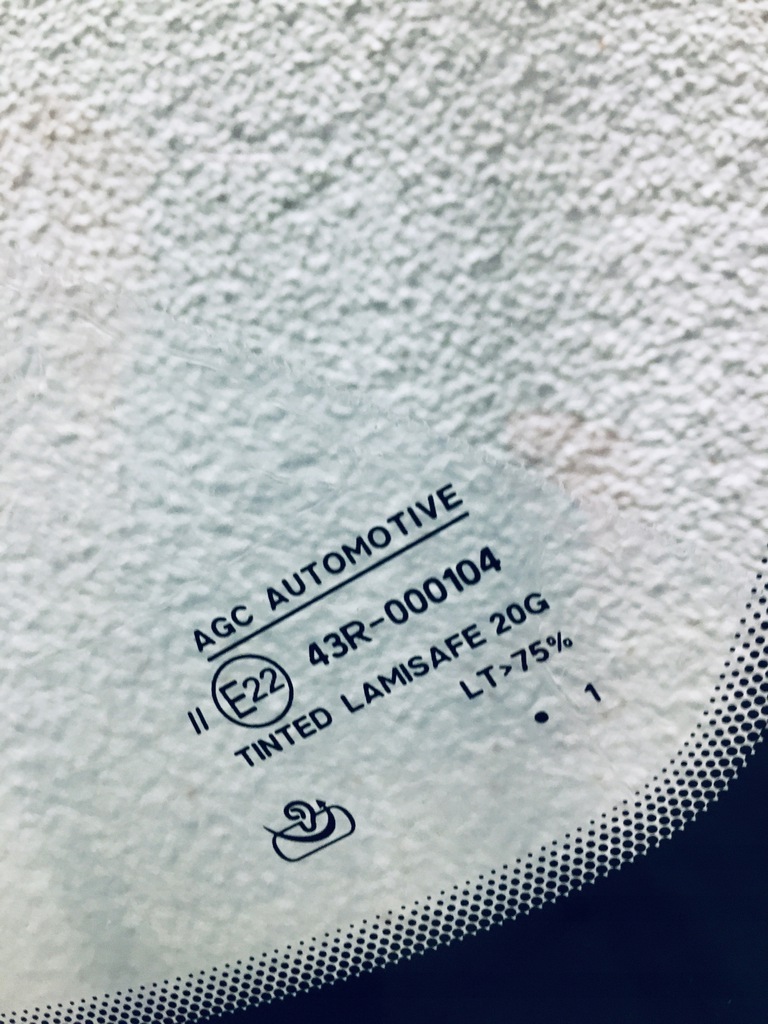 AGC AUTOMOTIVE
II E22 43R-000104
TINTED LAMISAFE 20G
LT>75%
• 1